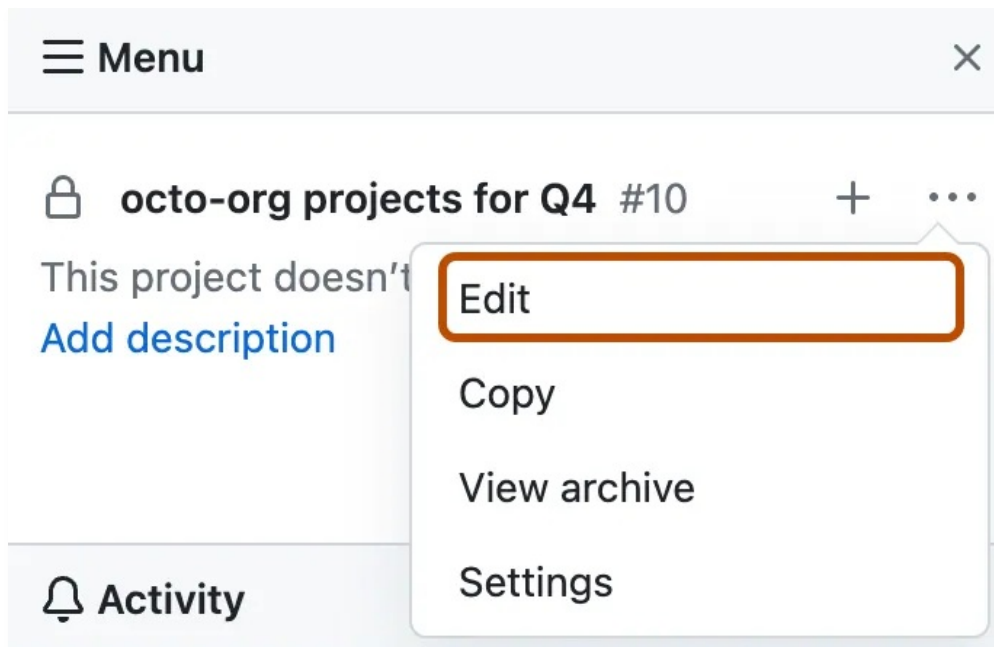 Menu
octo-org projects for Q4 #10
This project doesn’t
Add description
Edit
Copy
View archive
Settings
Activity